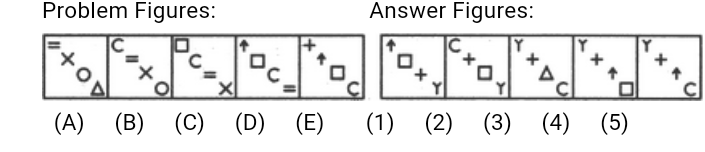 Problem Figures: Answer Figures:
= × ○ △ C = × ○ □ C = × ↑ □ C = + ↑ □ C ↑ □ + Y C + □ Y Y + △ C Y + ↑ □ Y + ↑ C
(A) (B) (C) (D) (E) (1) (2) (3) (4) (5)